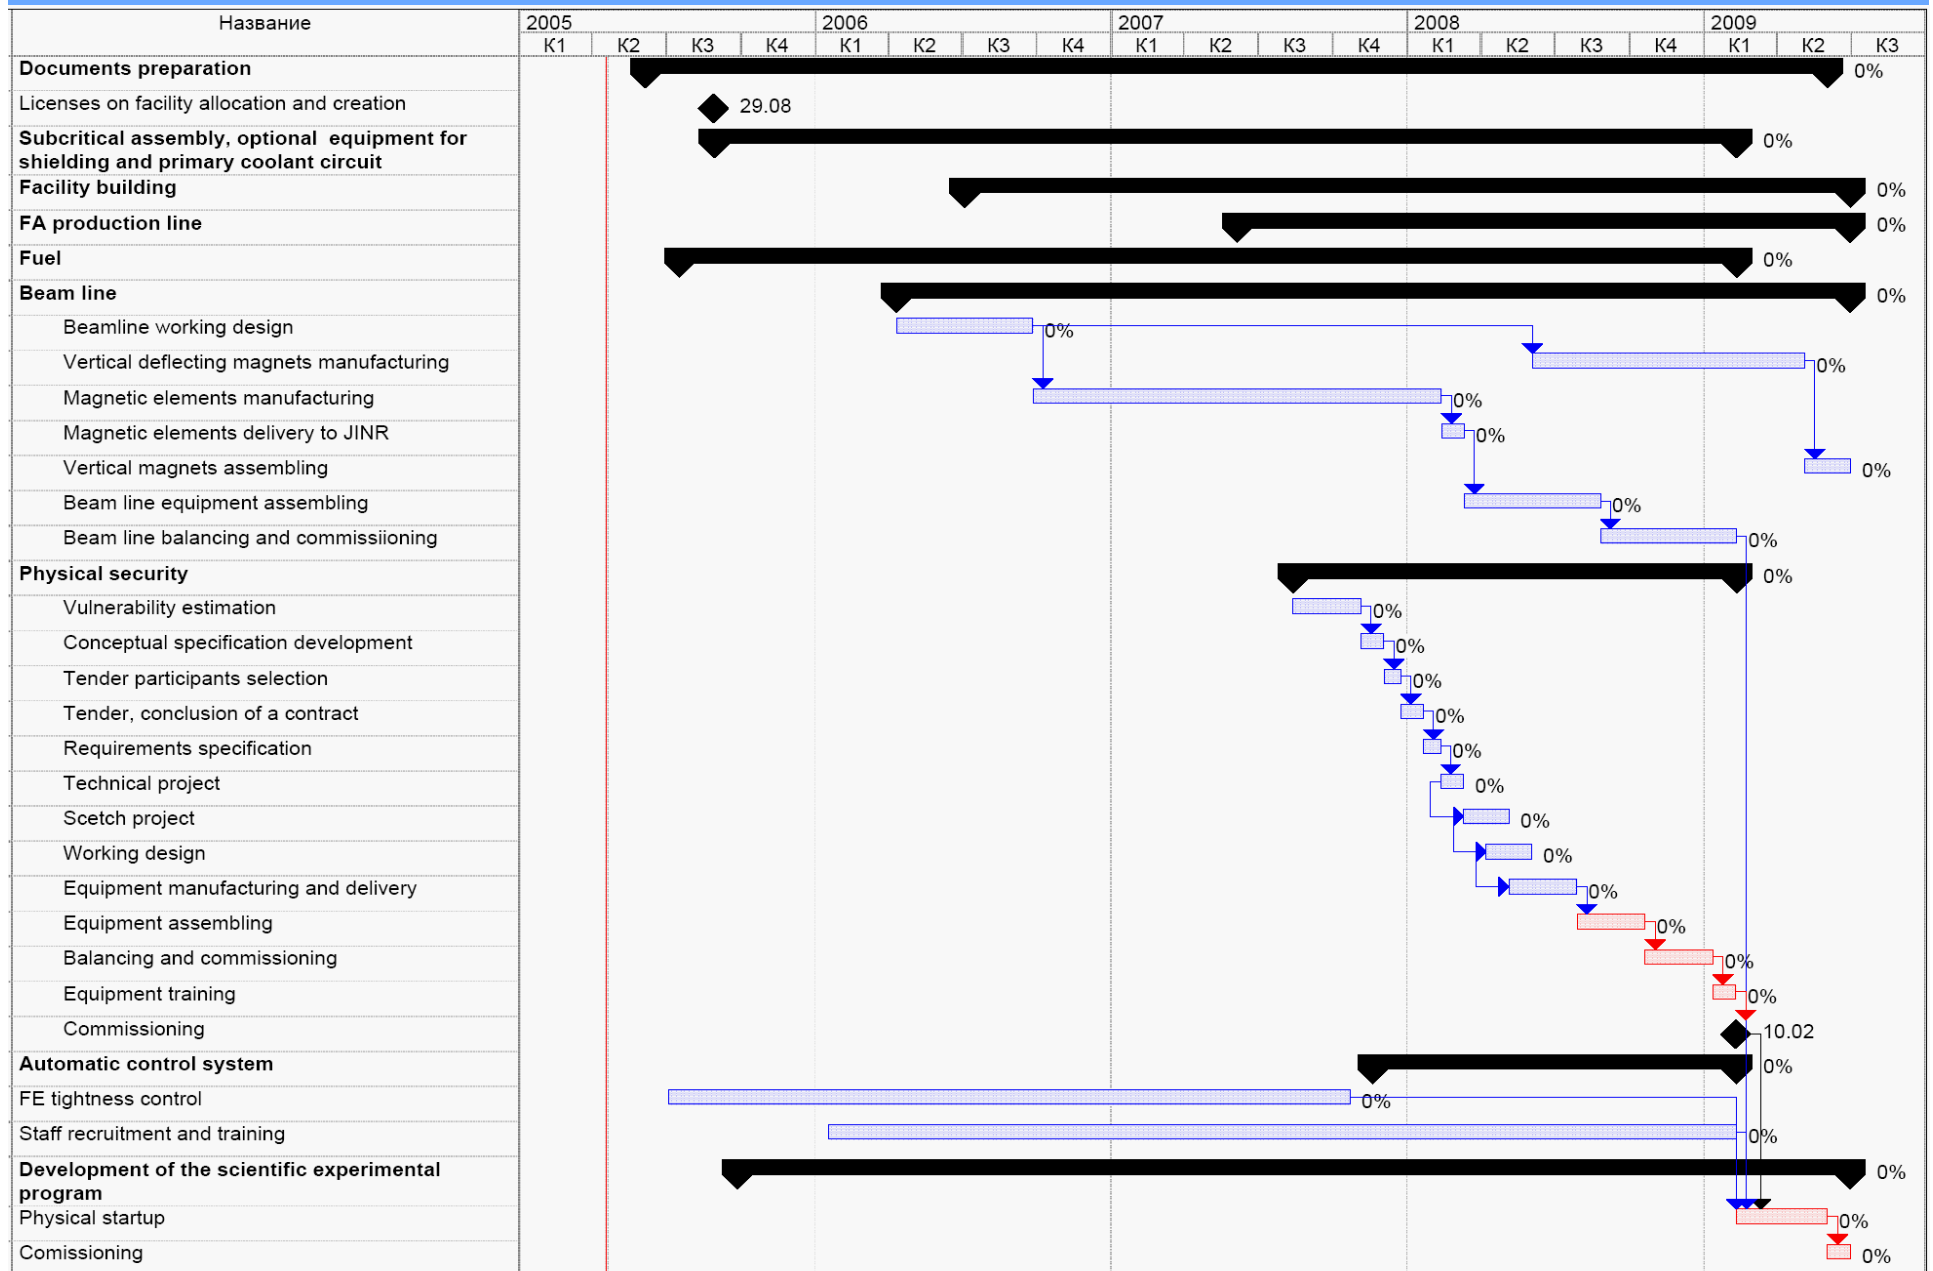 Название 2005 2006 2007 2008 2009
К1 К2 К3 К4 К1 К2 К3 К4 К1 К2 К3 К4 К1 К2 К3 К4 К1 К2 К3
Documents preparation 0%
Licenses on facility allocation and creation 29.08
Subcritical assembly, optional equipment for
shielding and primary coolant circuit 0%
Facility building 0%
FA production line 0%
Fuel 0%
Beam line 0%
Beamline working design 0%
Vertical deflecting magnets manufacturing 0%
Magnetic elements manufacturing 0%
Magnetic elements delivery to JINR 0%
Vertical magnets assembling 0%
Beam line equipment assembling 0%
Beam line balancing and commissiioning 0%
Physical security 0%
Vulnerability estimation 0%
Conceptual specification development 0%
Tender participants selection 0%
Tender, conclusion of a contract 0%
Requirements specification 0%
Technical project 0%
Scetch project 0%
Working design 0%
Equipment manufacturing and delivery 0%
Equipment assembling 0%
Balancing and commissioning 0%
Equipment training 0%
Commissioning 10.02
Automatic control system 0%
FE tightness control 0%
Staff recruitment and training 0%
Development of the scientific experimental
program 0%
Physical startup 0%
Comissioning 0%